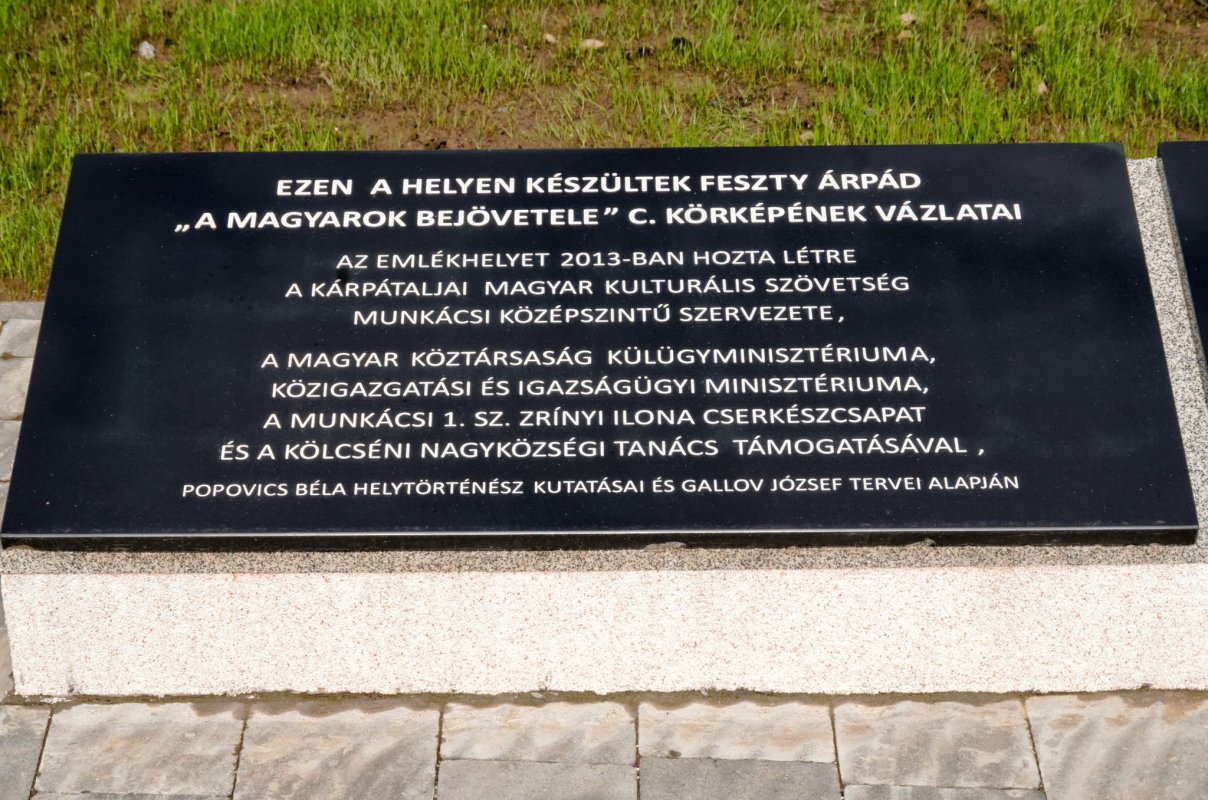 EZEN A HELYEN KÉSZÜLTEK FESZTY ÁRPÁD
„A MAGYAROK BEJÖVETELE” C. KÖRKÉPÉNEK VÁZLATAI
AZ EMLÉKHELYET 2013-BAN HOZTA LÉTRE
A KÁRPÁTALJAI MAGYAR KULTURÁLIS SZÖVETSÉG
MUNKÁCSI KÖZÉPSZINTŰ SZERVEZETE,
A MAGYAR KÖZTÁRSASÁG KÜLÜGYMINISZTÉRIUMA,
KÖZIGAZGATÁSI ÉS IGAZSÁGÜGYI MINISZTÉRIUMA,
A MUNKÁCSI 1. SZ. ZRÍNYI ILONA CSERKÉSZCSAPAT
ÉS A KÖLCSÉNI NAGYKÖZSÉGI TANÁCS TÁMOGATÁSÁVAL ,
POPOVICS BÉLA HELYTÖRTÉNÉSZ KUTATÁSAI ÉS GALLOV JÓZSEF TERVEI ALAPJÁN